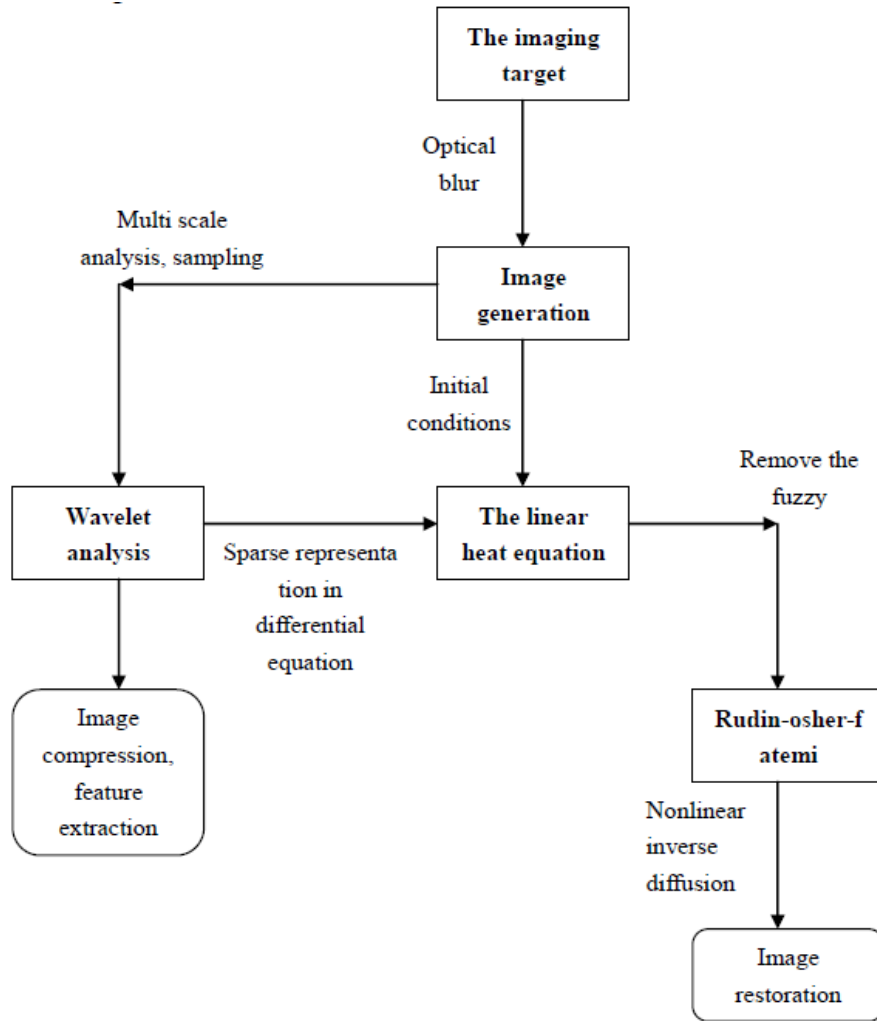 The imaging
target
Optical
blur
Multi scale
analysis, sampling
Image
generation
Initial
conditions
Remove the
fuzzy
Wavelet
analysis
The linear
heat equation
Sparse representa
tion in
differential
equation
Image
compression,
feature
extraction
Rudin-osher-f
atemi
Nonlinear
inverse
diffusion
Image
restoration